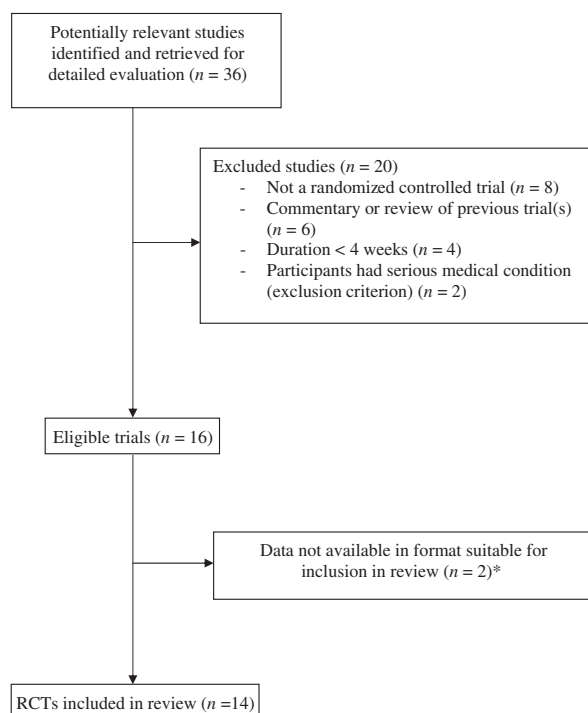 Potentially relevant studies
identified and retrieved for
detailed evaluation (n = 36)
Excluded studies (n = 20)
- Not a randomized controlled trial (n = 8)
- Commentary or review of previous trial(s)
(n = 6)
- Duration < 4 weeks (n = 4)
- Participants had serious medical condition
(exclusion criterion) (n = 2)
Eligible trials (n = 16)
Data not available in format suitable for
inclusion in review (n = 2)*
RCTs included in review (n =14)